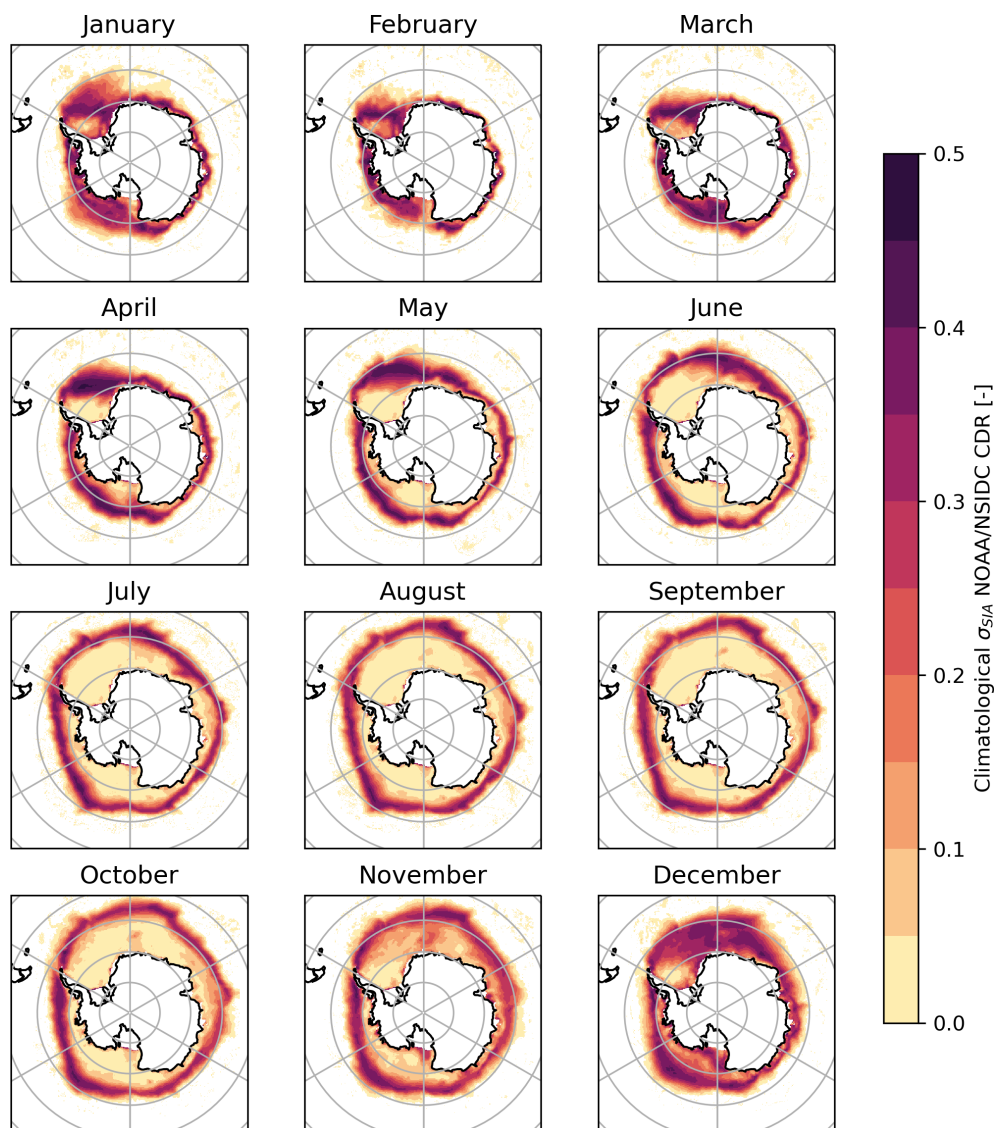 January
February
March
April
May
June
July
August
September
October
November
December
0.5
0.4
0.3
0.2
0.1
0.0
Climatological σSIA NOAA/NSIDC CDR [-]